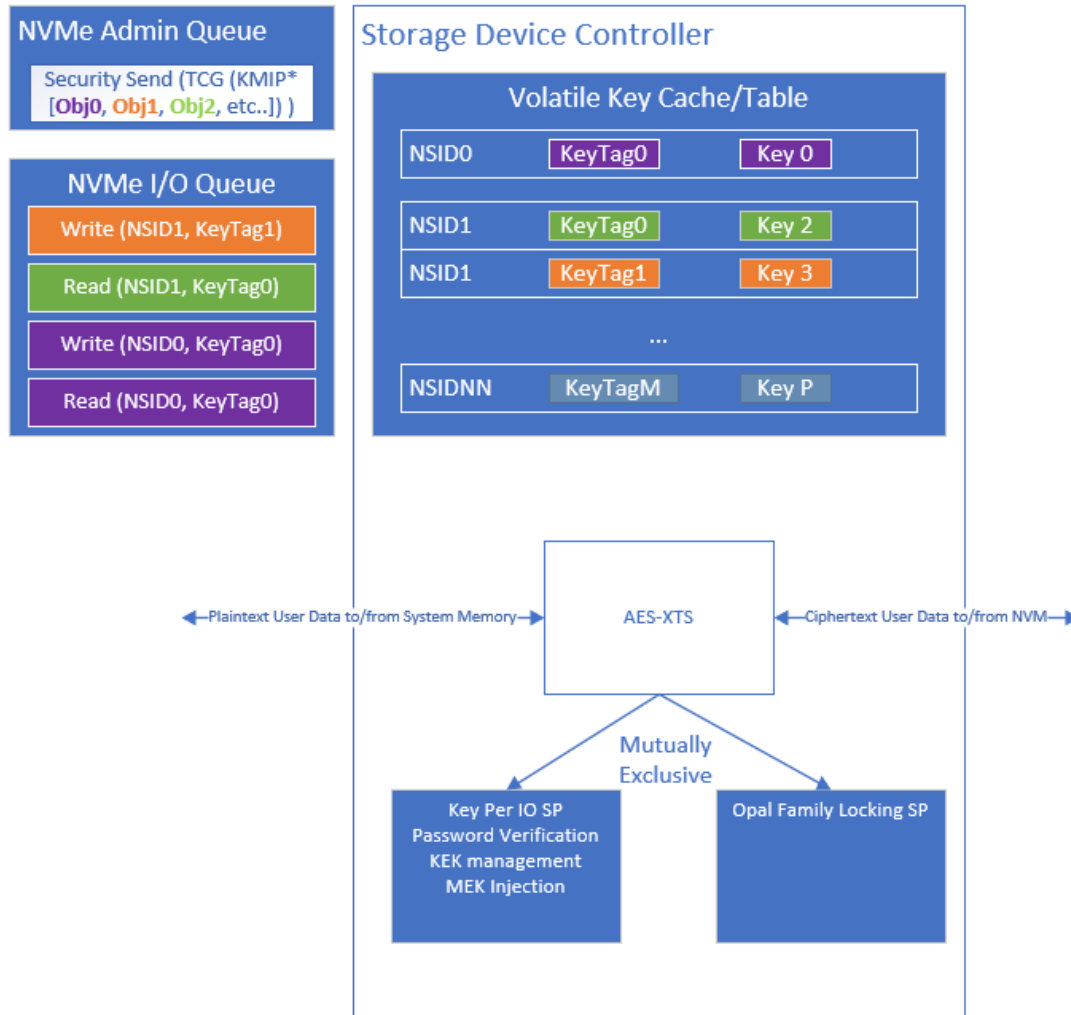 NVMe Admin Queue
Security Send (TCG (KMIP*
[Obj0, Obj1, Obj2, etc..]) )
NVMe I/O Queue
Write (NSID1, KeyTag1)
Read (NSID1, KeyTag0)
Write (NSID0, KeyTag0)
Read (NSID0, KeyTag0)
Storage Device Controller
Volatile Key Cache/Table
NSID0 KeyTag0 Key 0
NSID1 KeyTag0 Key 2
NSID1 KeyTag1 Key 3
...
NSIDNN KeyTagM Key P
Plaintext User Data to/from System Memory
AES-XTS
Ciphertext User Data to/from NVM
Mutually
Exclusive
Key Per IO SP
Password Verification
KEK management
MEK Injection
Opal Family Locking SP